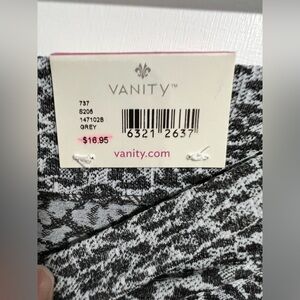 VANITY™
737
S206
1471028
GREY
$16.95
6321 2637
vanity.com